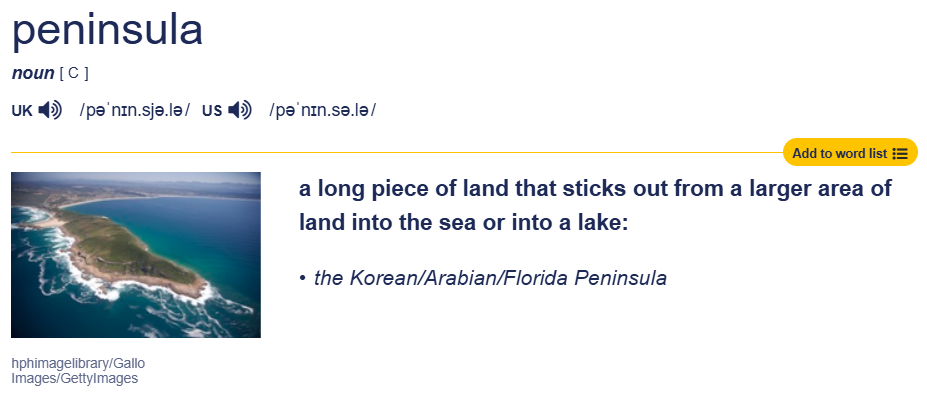 peninsula
noun [ C ]
UK /pəˈnɪn.sjə.lə/ US /pəˈnɪn.sə.lə/
Add to word list
a long piece of land that sticks out from a larger area of
land into the sea or into a lake:
• the Korean/Arabian/Florida Peninsula
hphimagelibrary/Gallo
Images/GettyImages